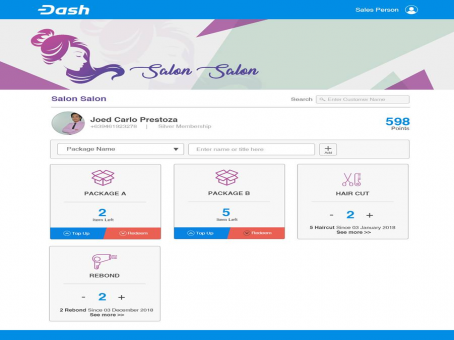 Dash
Sales Person
Salon Salon
Salon Salon
Search
Enter Customer Name
Joed Carlo Prestoza
| Silver Membership
598
Points
Package Name
Enter name or title here
+
Add
PACKAGE A
2
Item Left
Top Up
Redeem
PACKAGE B
5
Item Left
Top Up
Redeem
HAIR CUT
- 2 +
5 Haircut Since 03 January 2019
See more >>
REBOND
- 2 +
2 Rebond Since 03 December 2019
See more >>